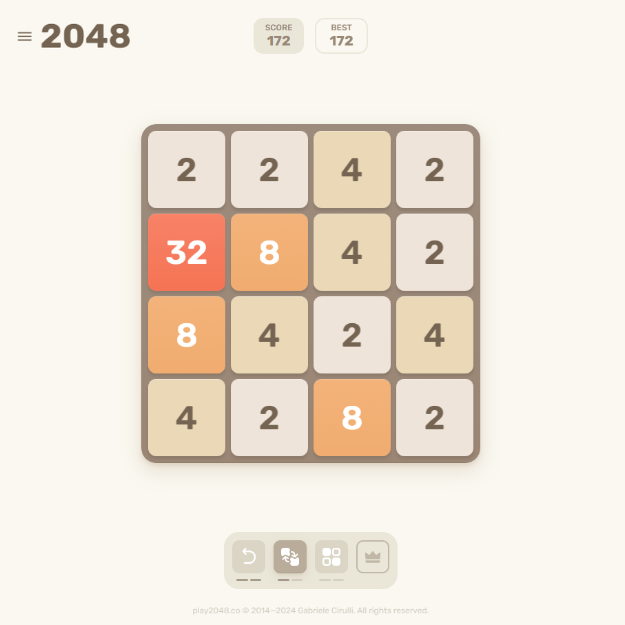 2048
SCORE
172
BEST
172
2 2 4 2
32 8 4 2
8 4 2 4
4 2 8 2
play2048.co © 2014–2024 Gabriele Cirulli. All rights reserved.